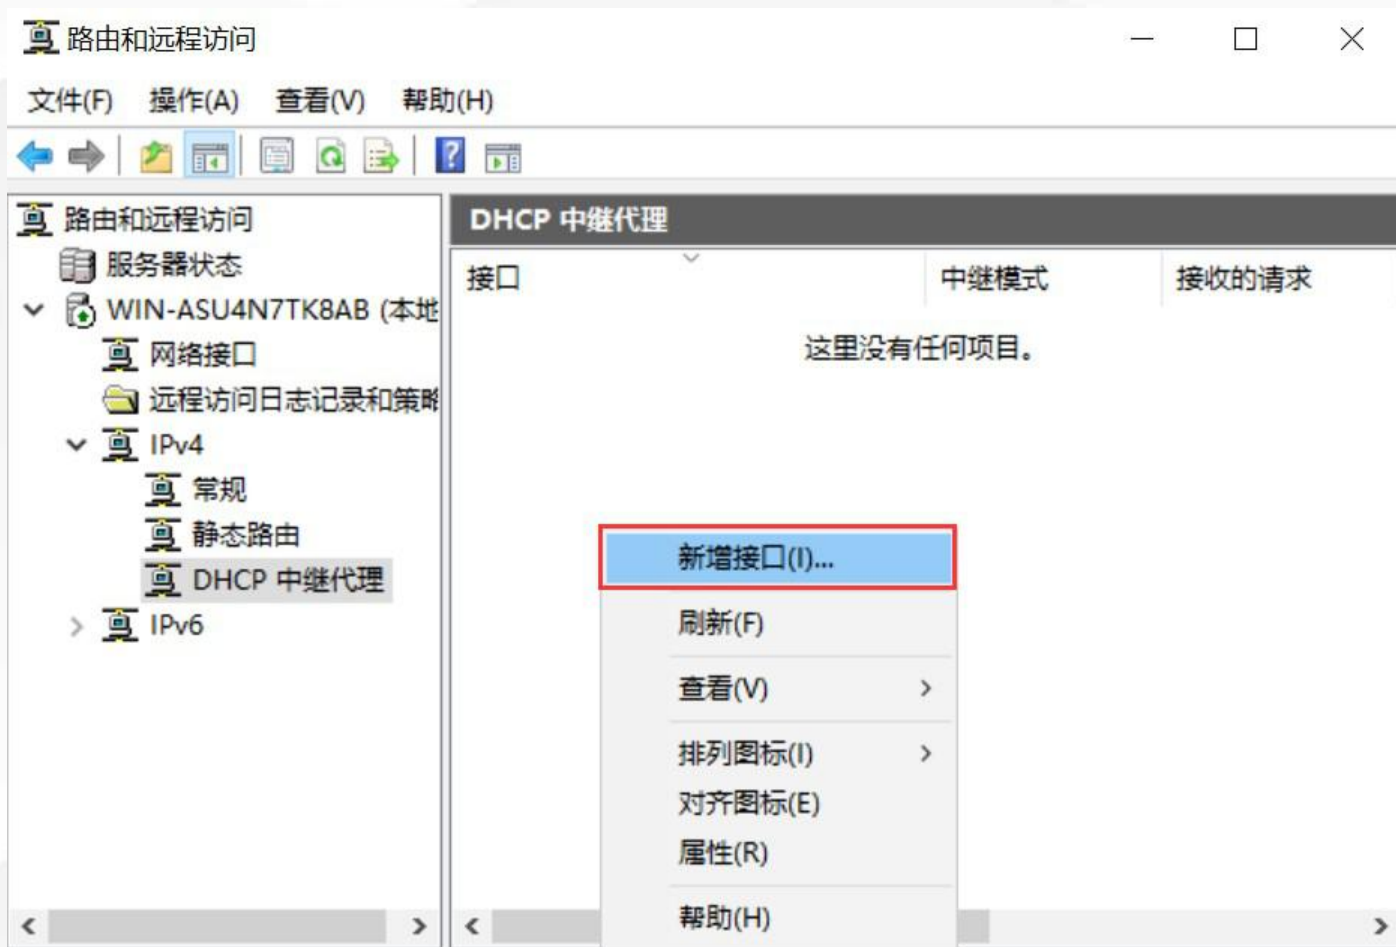 路由和远程访问
文件(F) 操作(A) 查看(V) 帮助(H)
路由和远程访问
服务器状态
WIN-ASU4N7TK8AB (本地
网络接口
远程访问日志记录和策略
IPv4
常规
静态路由
DHCP 中继代理
IPv6
DHCP 中继代理
接口 中继模式 接收的请求
这里没有任何项目。
新增接口(I)...
刷新(F)
查看(V)
排列图标(I)
对齐图标(E)
属性(R)
帮助(H)